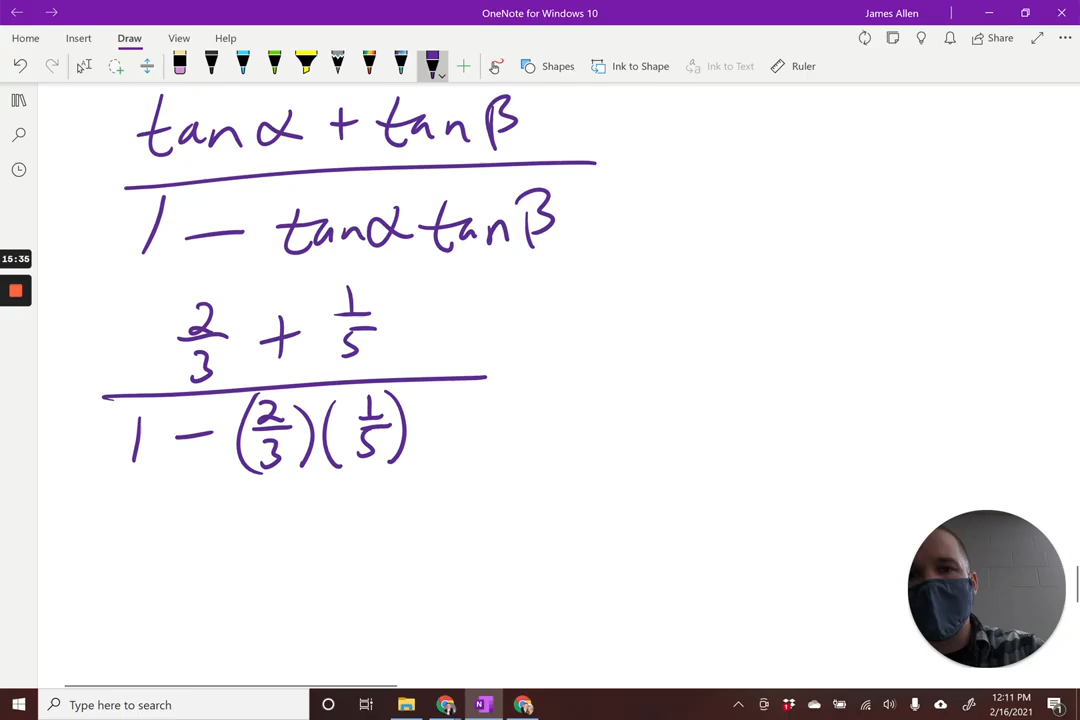 OneNote for Windows 10
James Allen
Home Insert Draw View Help
Share
Shapes Ink to Shape Ink to Text Ruler
tan α + tan β
1 - tan α tan β
15:35
2/3 + 1/5
1 - (2/3)(1/5)
Type here to search
N
12:11 PM
2/16/2021
1